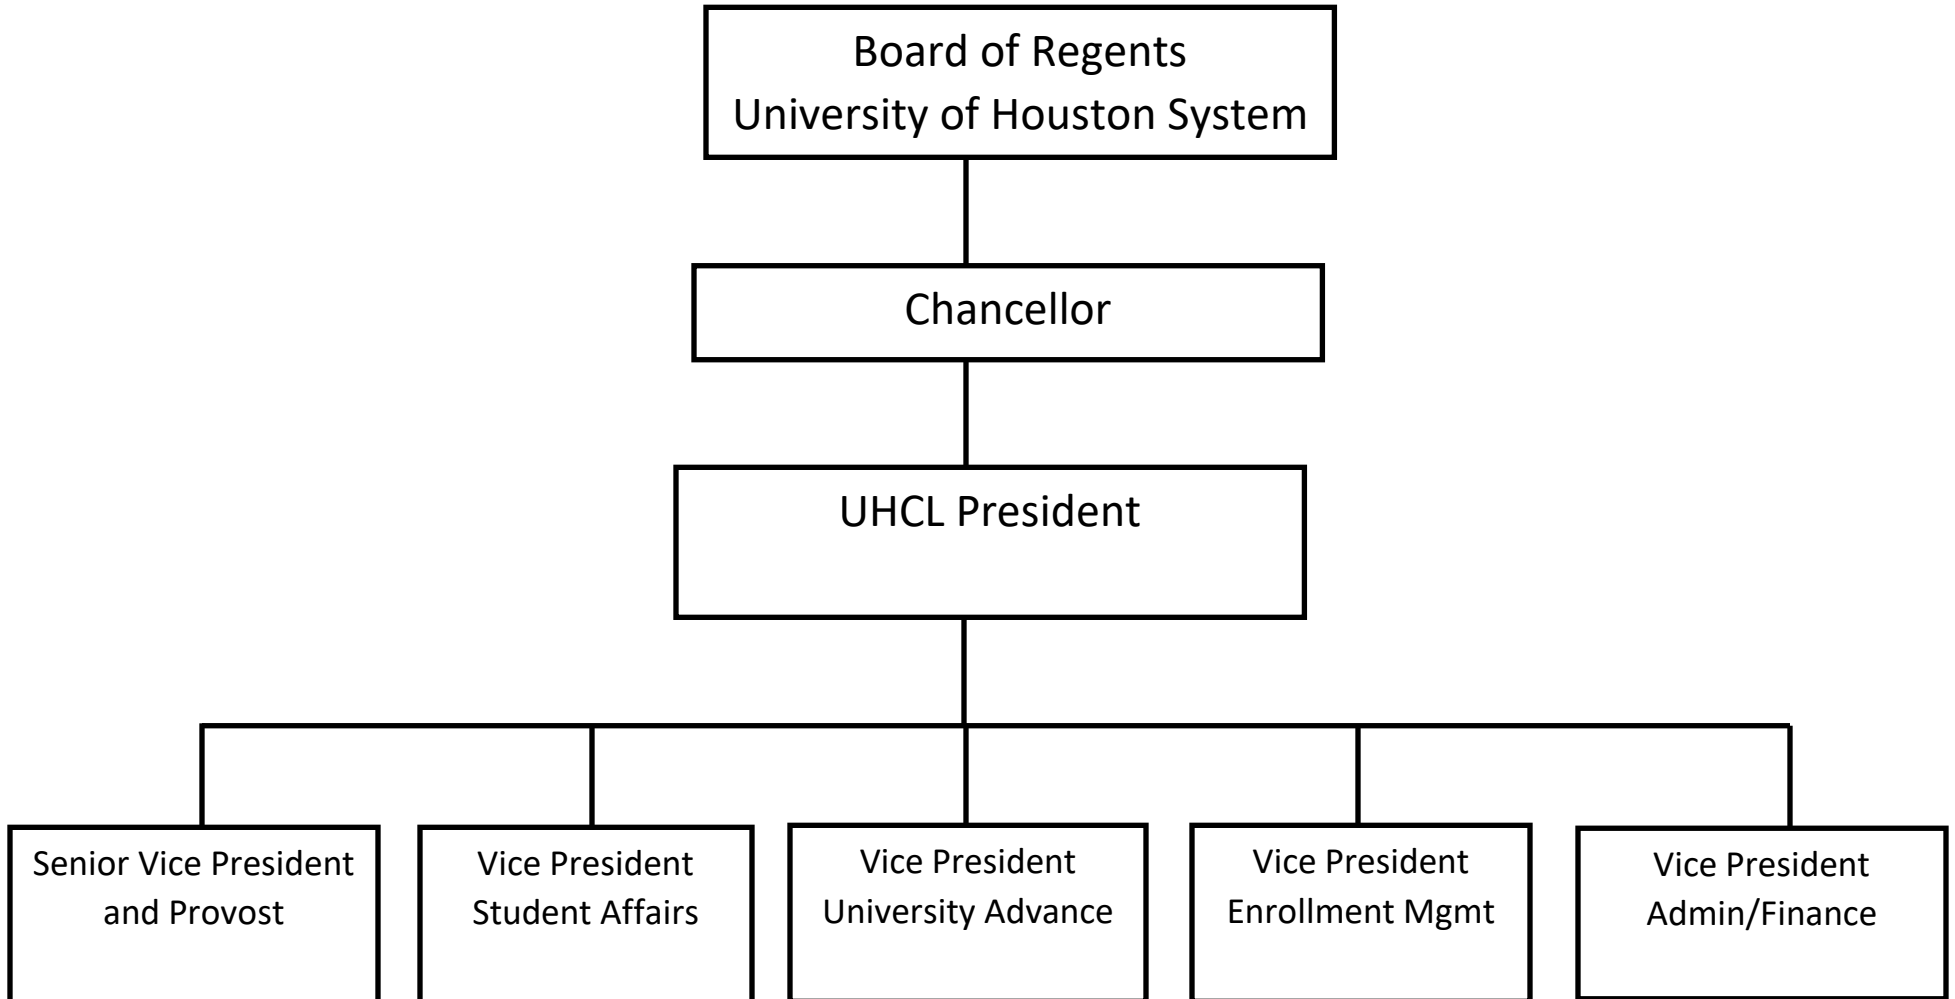 Board of Regents
University of Houston System
Chancellor
UHCL President
Senior Vice President
and Provost
Vice President
Student Affairs
Vice President
University Advance
Vice President
Enrollment Mgmt
Vice President
Admin/Finance